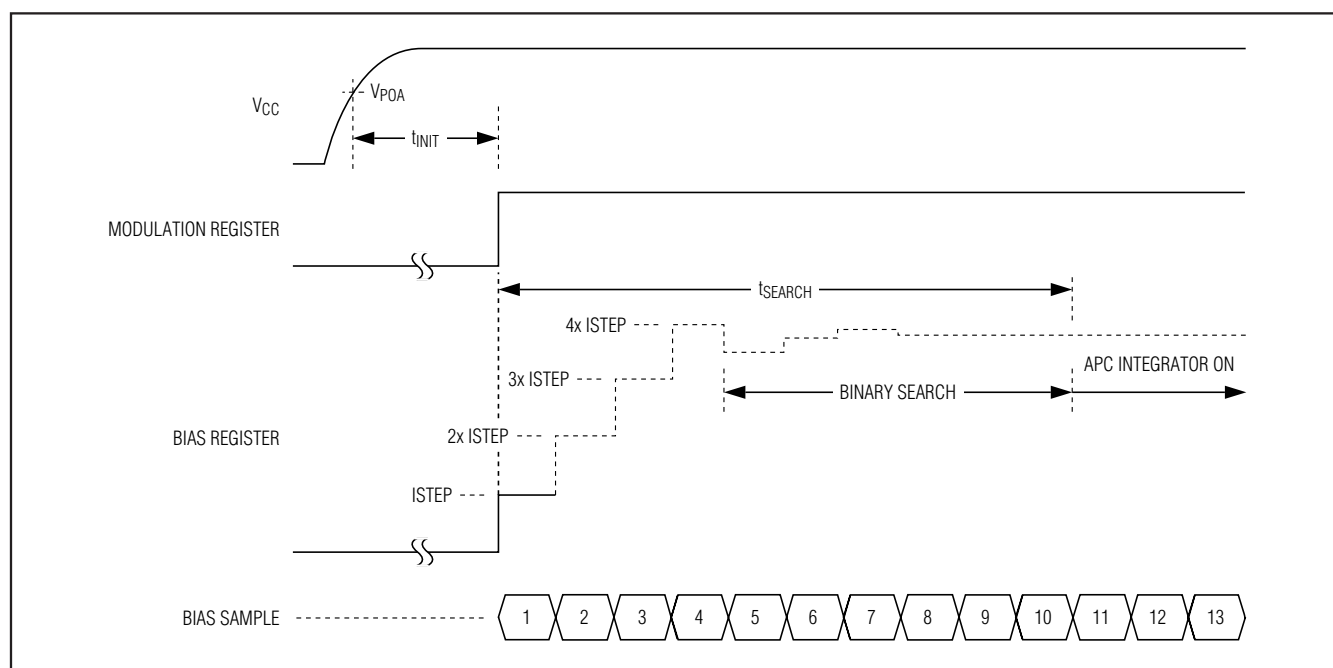 VCC
VPOA
tINIT
MODULATION REGISTER
tSEARCH
4x ISTEP
3x ISTEP
APC INTEGRATOR ON
BINARY SEARCH
BIAS REGISTER
2x ISTEP
ISTEP
BIAS SAMPLE
1 2 3 4 5 6 7 8 9 10 11 12 13